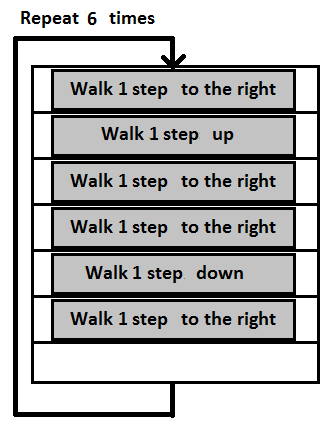 Repeat 6 times
Walk 1 step to the right
Walk 1 step up
Walk 1 step to the right
Walk 1 step to the right
Walk 1 step down
Walk 1 step to the right